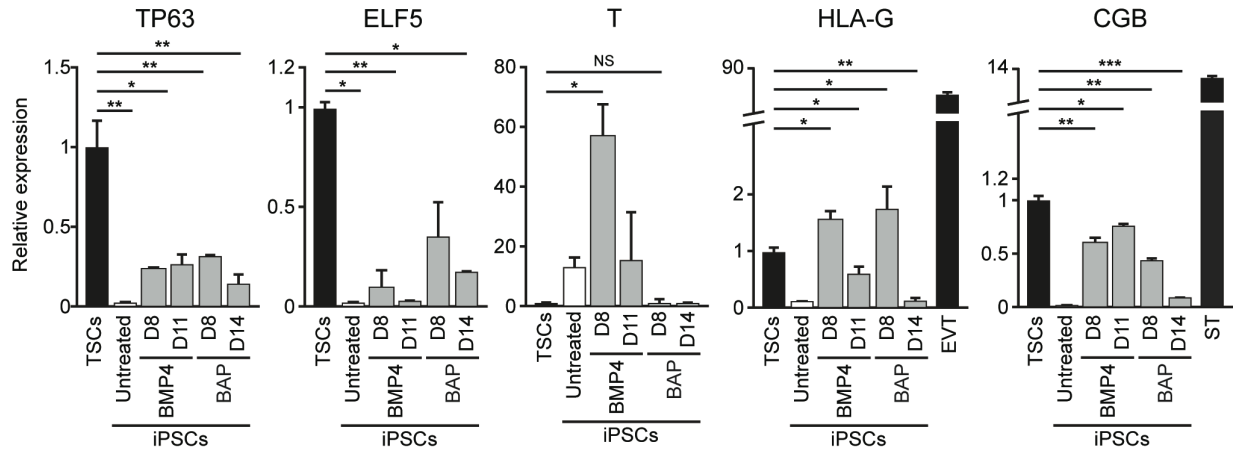 TP63
ELF5
T
HLA-G
CGB
Relative expression
1.5
1
0.5
0
**
*
**
**
TSCs
Untreated
D8
D11
D8
D14
BMP4
BAP
iPSCs
1.2
1
0.5
0
*
**
*
TSCs
Untreated
D8
D11
D8
D14
BMP4
BAP
iPSCs
80
60
40
20
0
NS
*
TSCs
Untreated
D8
D11
D8
D14
BMP4
BAP
iPSCs
90
2
1
0
**
*
*
*
TSCs
Untreated
D8
D11
D8
D14
EVT
BMP4
BAP
iPSCs
14
1.2
1
0.5
0
***
**
*
**
TSCs
Untreated
D8
D11
D8
D14
ST
BMP4
BAP
iPSCs